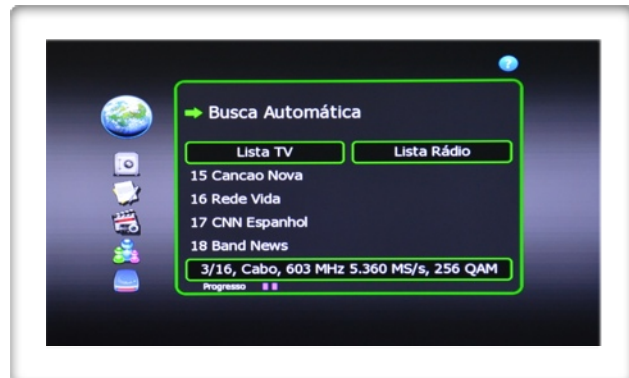 ?
Busca Automática
Lista TV Lista Rádio
15 Cancao Nova
16 Rede Vida
17 CNN Espanhol
18 Band News
3/16, Cabo, 603 MHz 5.360 MS/s, 256 QAM
Progresso